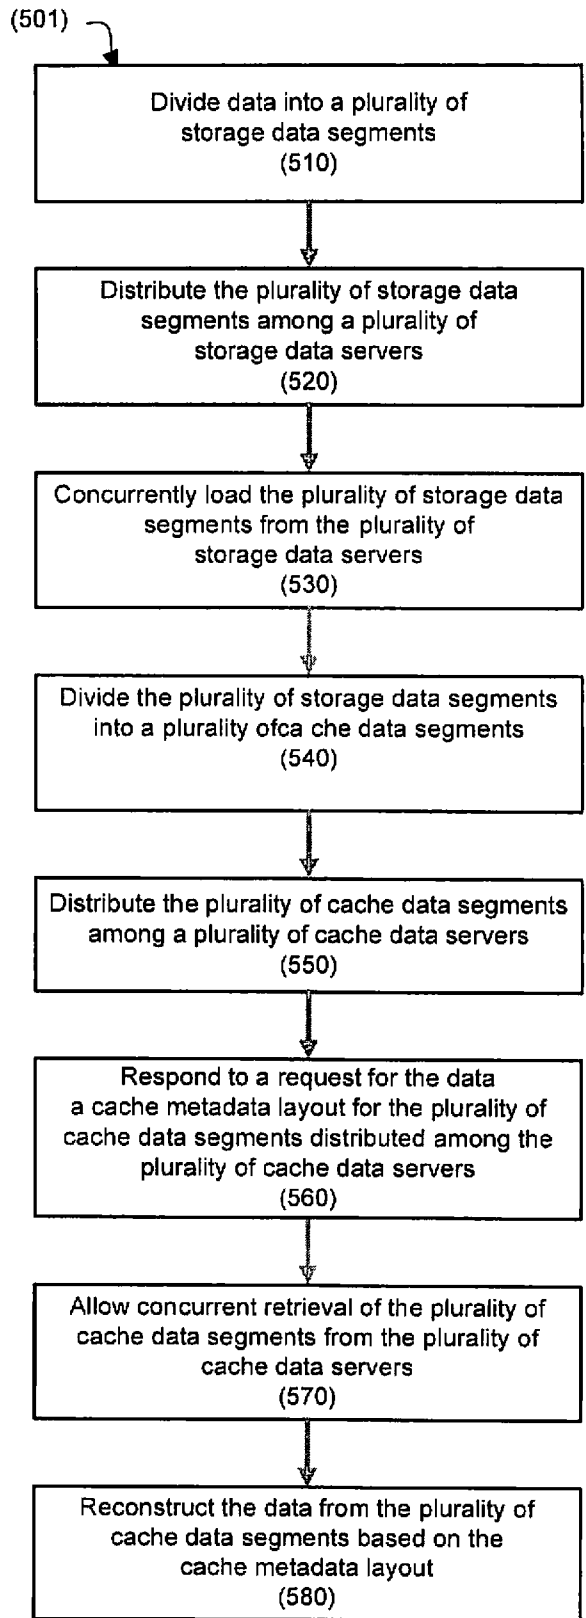 (501)
Divide data into a plurality of
storage data segments
(510)
Distribute the plurality of storage data
segments among a plurality of
storage data servers
(520)
Concurrently load the plurality of storage data
segments from the plurality of
storage data servers
(530)
Divide the plurality of storage data segments
into a plurality ofca che data segments
(540)
Distribute the plurality of cache data segments
among a plurality of cache data servers
(550)
Respond to a request for the data
a cache metadata layout for the plurality of
cache data segments distributed among the
plurality of cache data servers
(560)
Allow concurrent retrieval of the plurality of
cache data segments from the plurality of
cache data servers
(570)
Reconstruct the data from the plurality of
cache data segments based on the
cache metadata layout
(580)